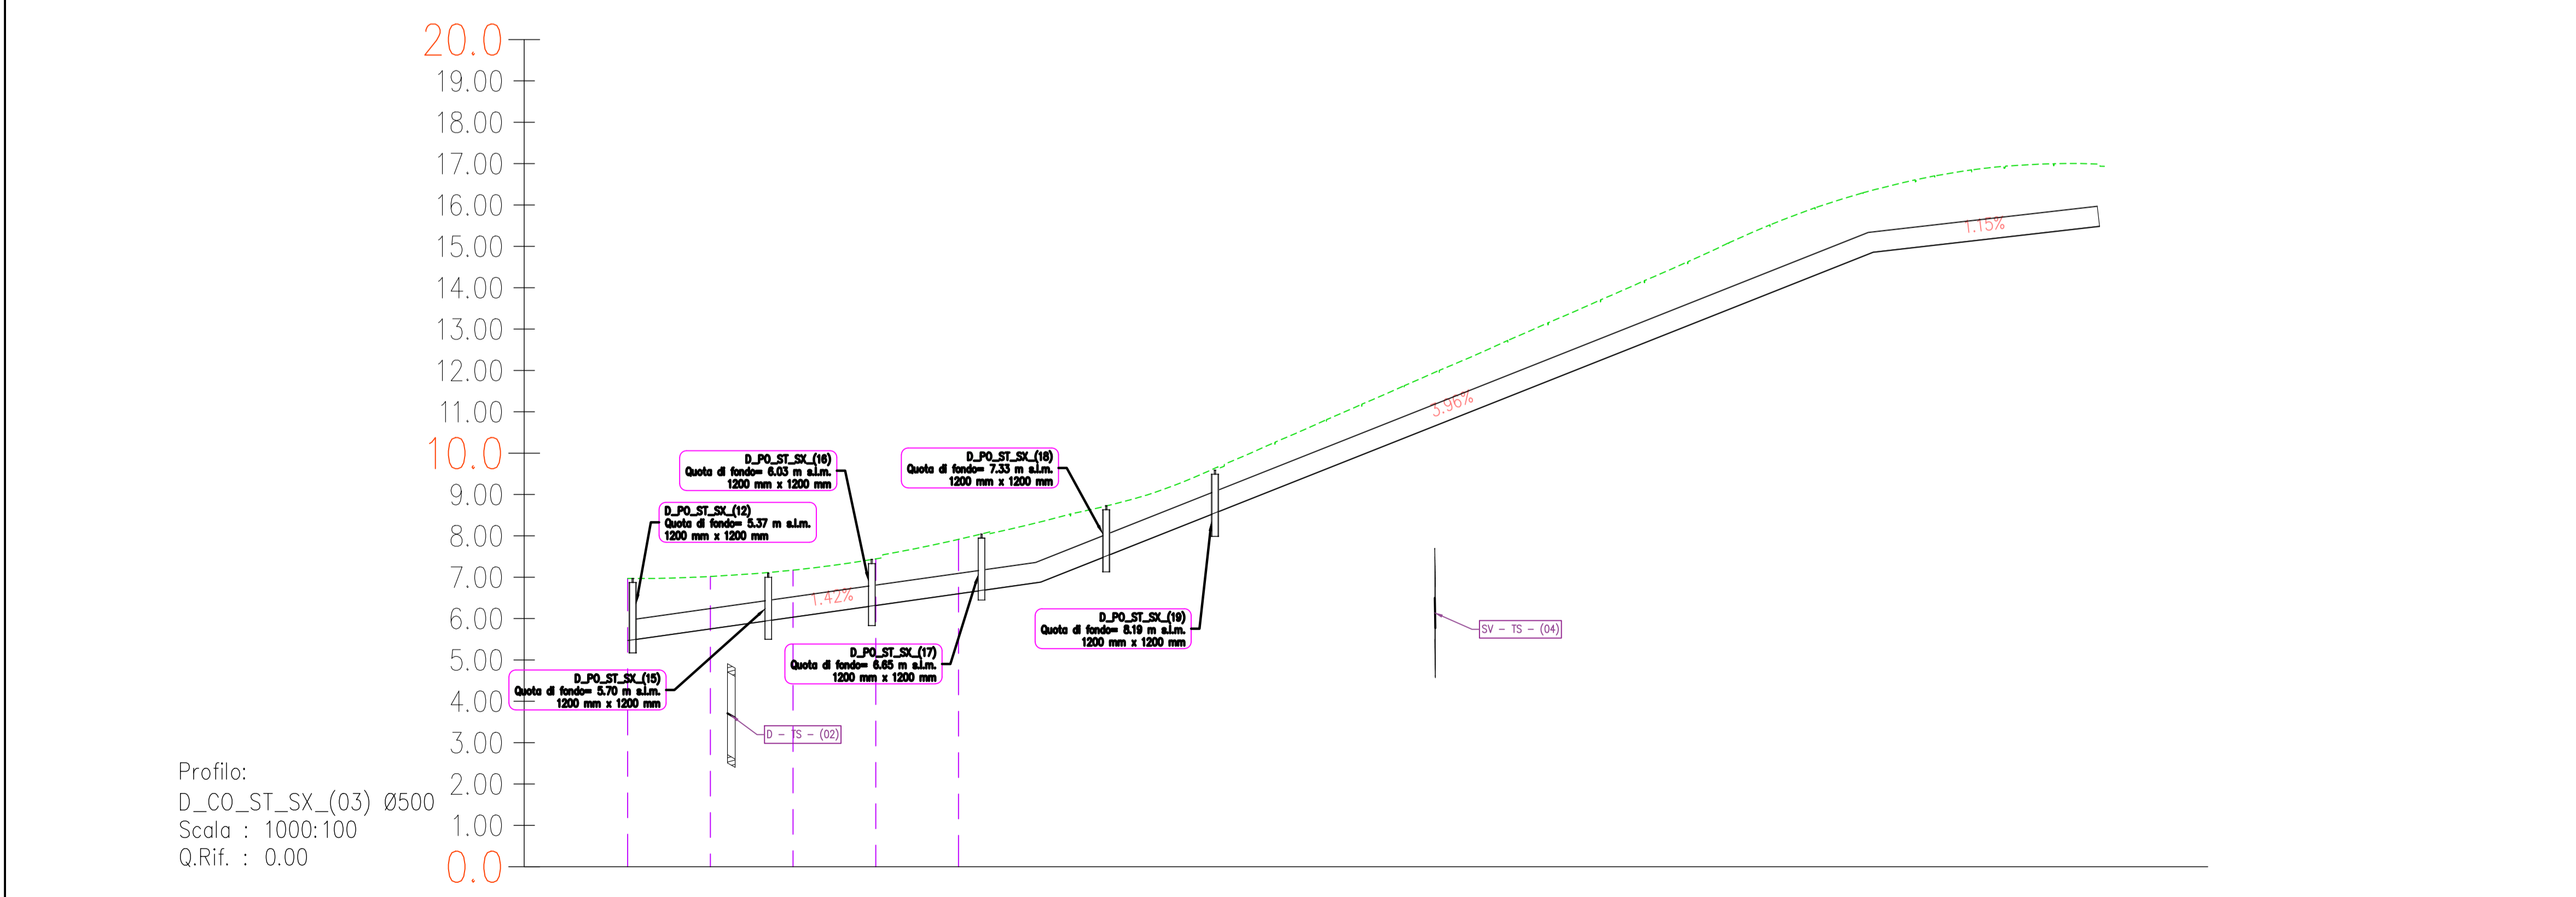 20.0
19.00
18.00
17.00
16.00
15.00
14.00
13.00
12.00
11.00
10.0
9.00
8.00
7.00
6.00
5.00
4.00
3.00
2.00
1.00
0.0
1.15%
3.96%
1.42%
D_PO_ST_SX_(16)
Quota di fondo= 6.03 m s.l.m.
1200 mm x 1200 mm
D_PO_ST_SX_(18)
Quota di fondo= 7.33 m s.l.m.
1200 mm x 1200 mm
D_PO_ST_SX_(12)
Quota di fondo= 5.37 m s.l.m.
1200 mm x 1200 mm
D_PO_ST_SX_(19)
Quota di fondo= 8.19 m s.l.m.
1200 mm x 1200 mm
D_PO_ST_SX_(17)
Quota di fondo= 6.65 m s.l.m.
1200 mm x 1200 mm
D_PO_ST_SX_(15)
Quota di fondo= 5.70 m s.l.m.
1200 mm x 1200 mm
SV - TS - (04)
D - TS - (02)
Profilo:
D_CO_ST_SX_(03) Ø500
Scala : 1000:100
Q.Rif. : 0.00